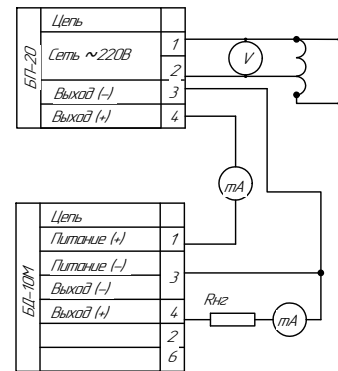 БП-20
Цепь
Сеть ~220В
1
2
Выход (–)
3
Выход (+)
4
V
mA
БД-10М
Цепь
Питание (+)
1
Питание (–)
3
Выход (–)
Выход (+)
4
2
6
Rнг
mA